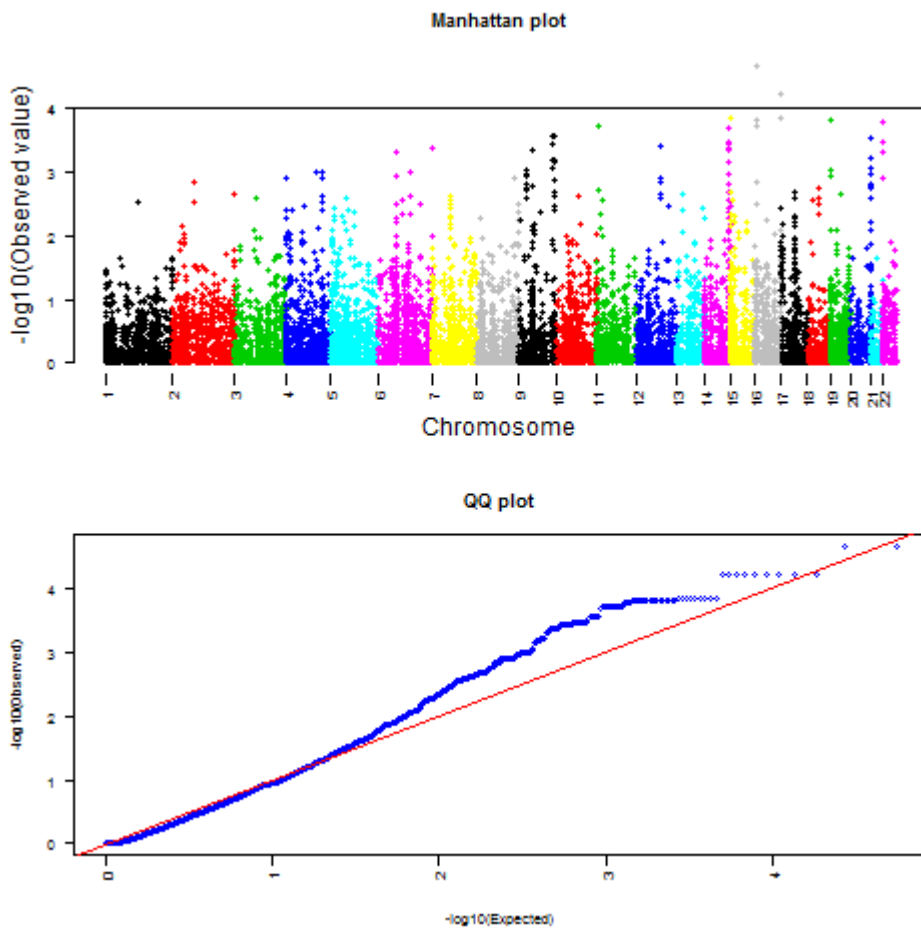 Manhattan plot
-log10(Observed value)
4
3
2
1
0
1 2 3 4 5 6 7 8 9 10 11 12 13 14 15 16 17 18 19 20 21 22
Chromosome
QQ plot
-log10(Observed)
4
3
2
1
0
0 1 2 3 4
-log10(Expected)